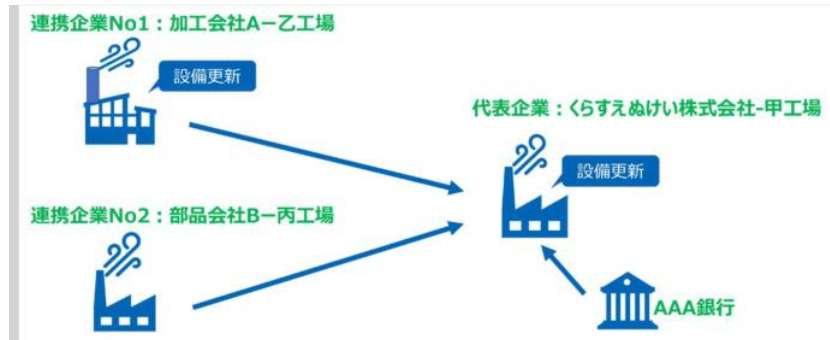 連携企業No1：加工会社Aー乙工場
設備更新
代表企業：くらすえぬけい株式会社-甲工場
設備更新
連携企業No2：部品会社Bー丙工場
AAA銀行